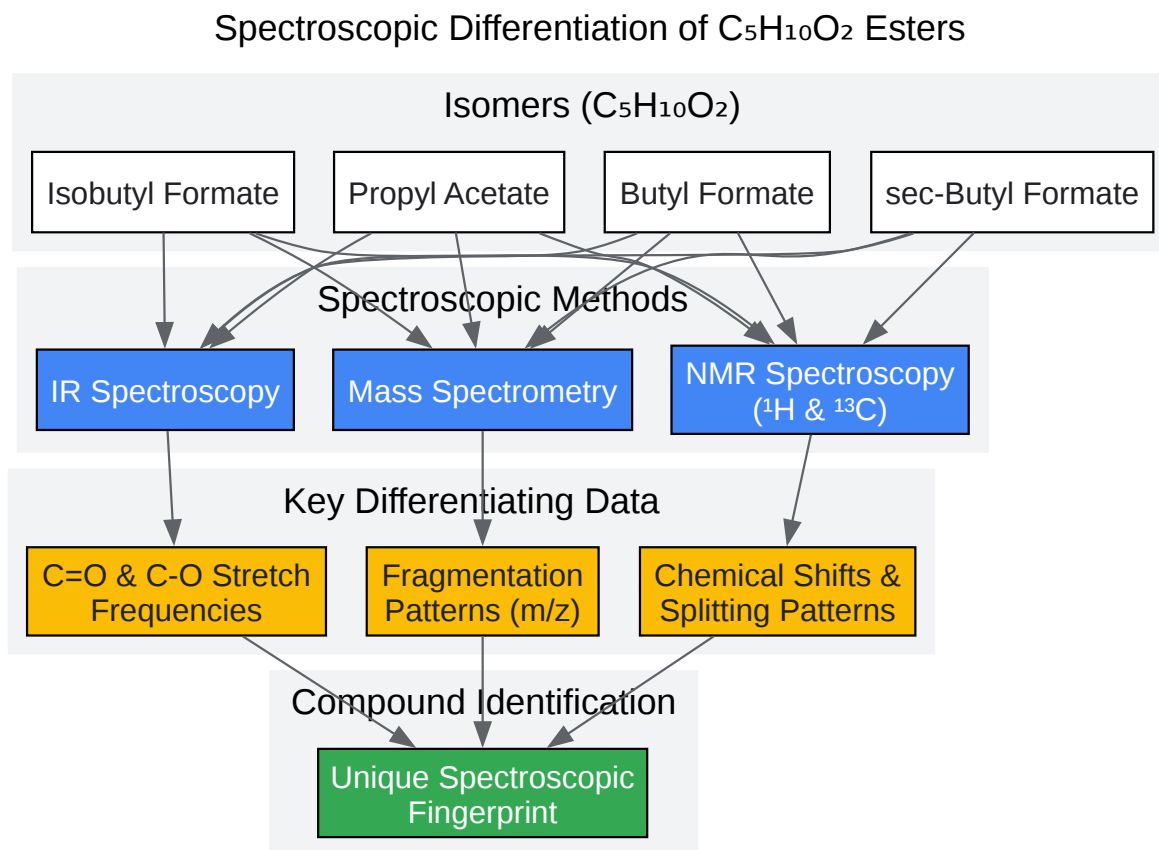 Spectroscopic Differentiation of C₅H₁₀O₂ Esters
Isomers (C₅H₁₀O₂)
Isobutyl Formate
Propyl Acetate
Butyl Formate
sec-Butyl Formate
Spectroscopic Methods
IR Spectroscopy
Mass Spectrometry
NMR Spectroscopy
(¹H & ¹³C)
Key Differentiating Data
C=O & C-O Stretch
Frequencies
Fragmentation
Patterns (m/z)
Chemical Shifts &
Splitting Patterns
Compound Identification
Unique Spectroscopic
Fingerprint